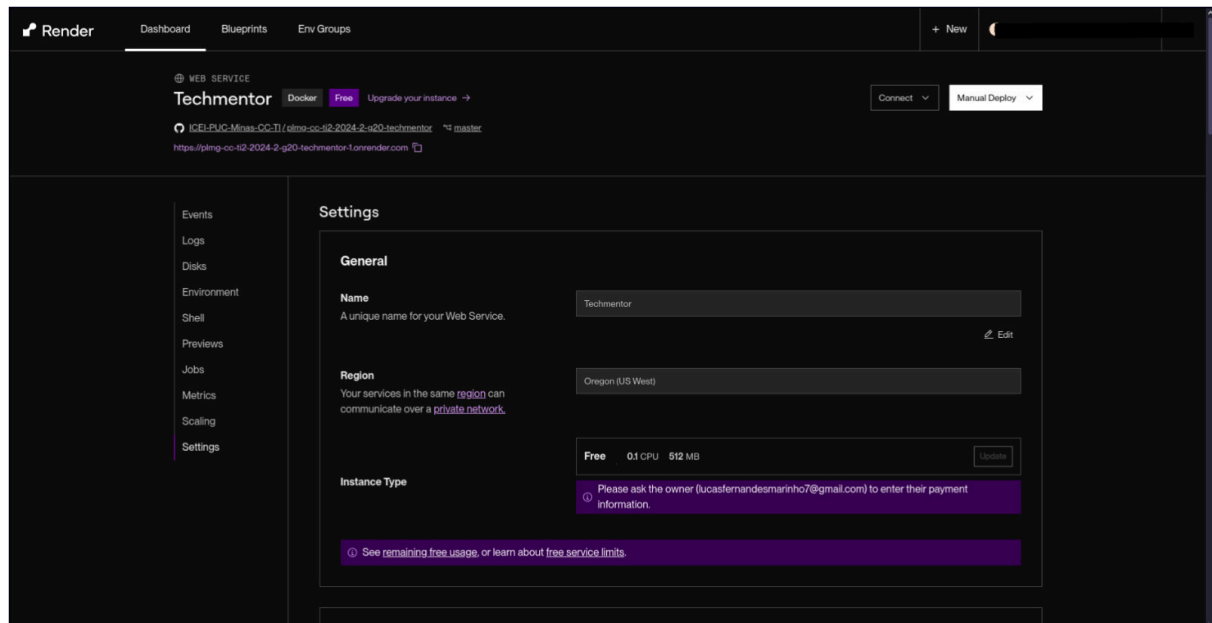 Render Dashboard Blueprints Env Groups + New
WEB SERVICE
Techmentor Docker Free Upgrade your instance →
ICEI-PUC-Minas-CC-TI / plmg-cc-ti2-2024-2-g20-techmentor master
https://plmg-cc-ti2-2024-2-g20-techmentor-1.onrender.com
Connect Manual Deploy
Events
Logs
Disks
Environment
Shell
Previews
Jobs
Metrics
Scaling
Settings
Settings
General
Name
A unique name for your Web Service.
Techmentor
Edit
Region
Your services in the same region can
communicate over a private network.
Oregon (US West)
Instance Type
Free 0.1 CPU 512 MB Update
Please ask the owner (lucasfernandesmarinho7@gmail.com) to enter their payment
information.
See remaining free usage, or learn about free service limits.